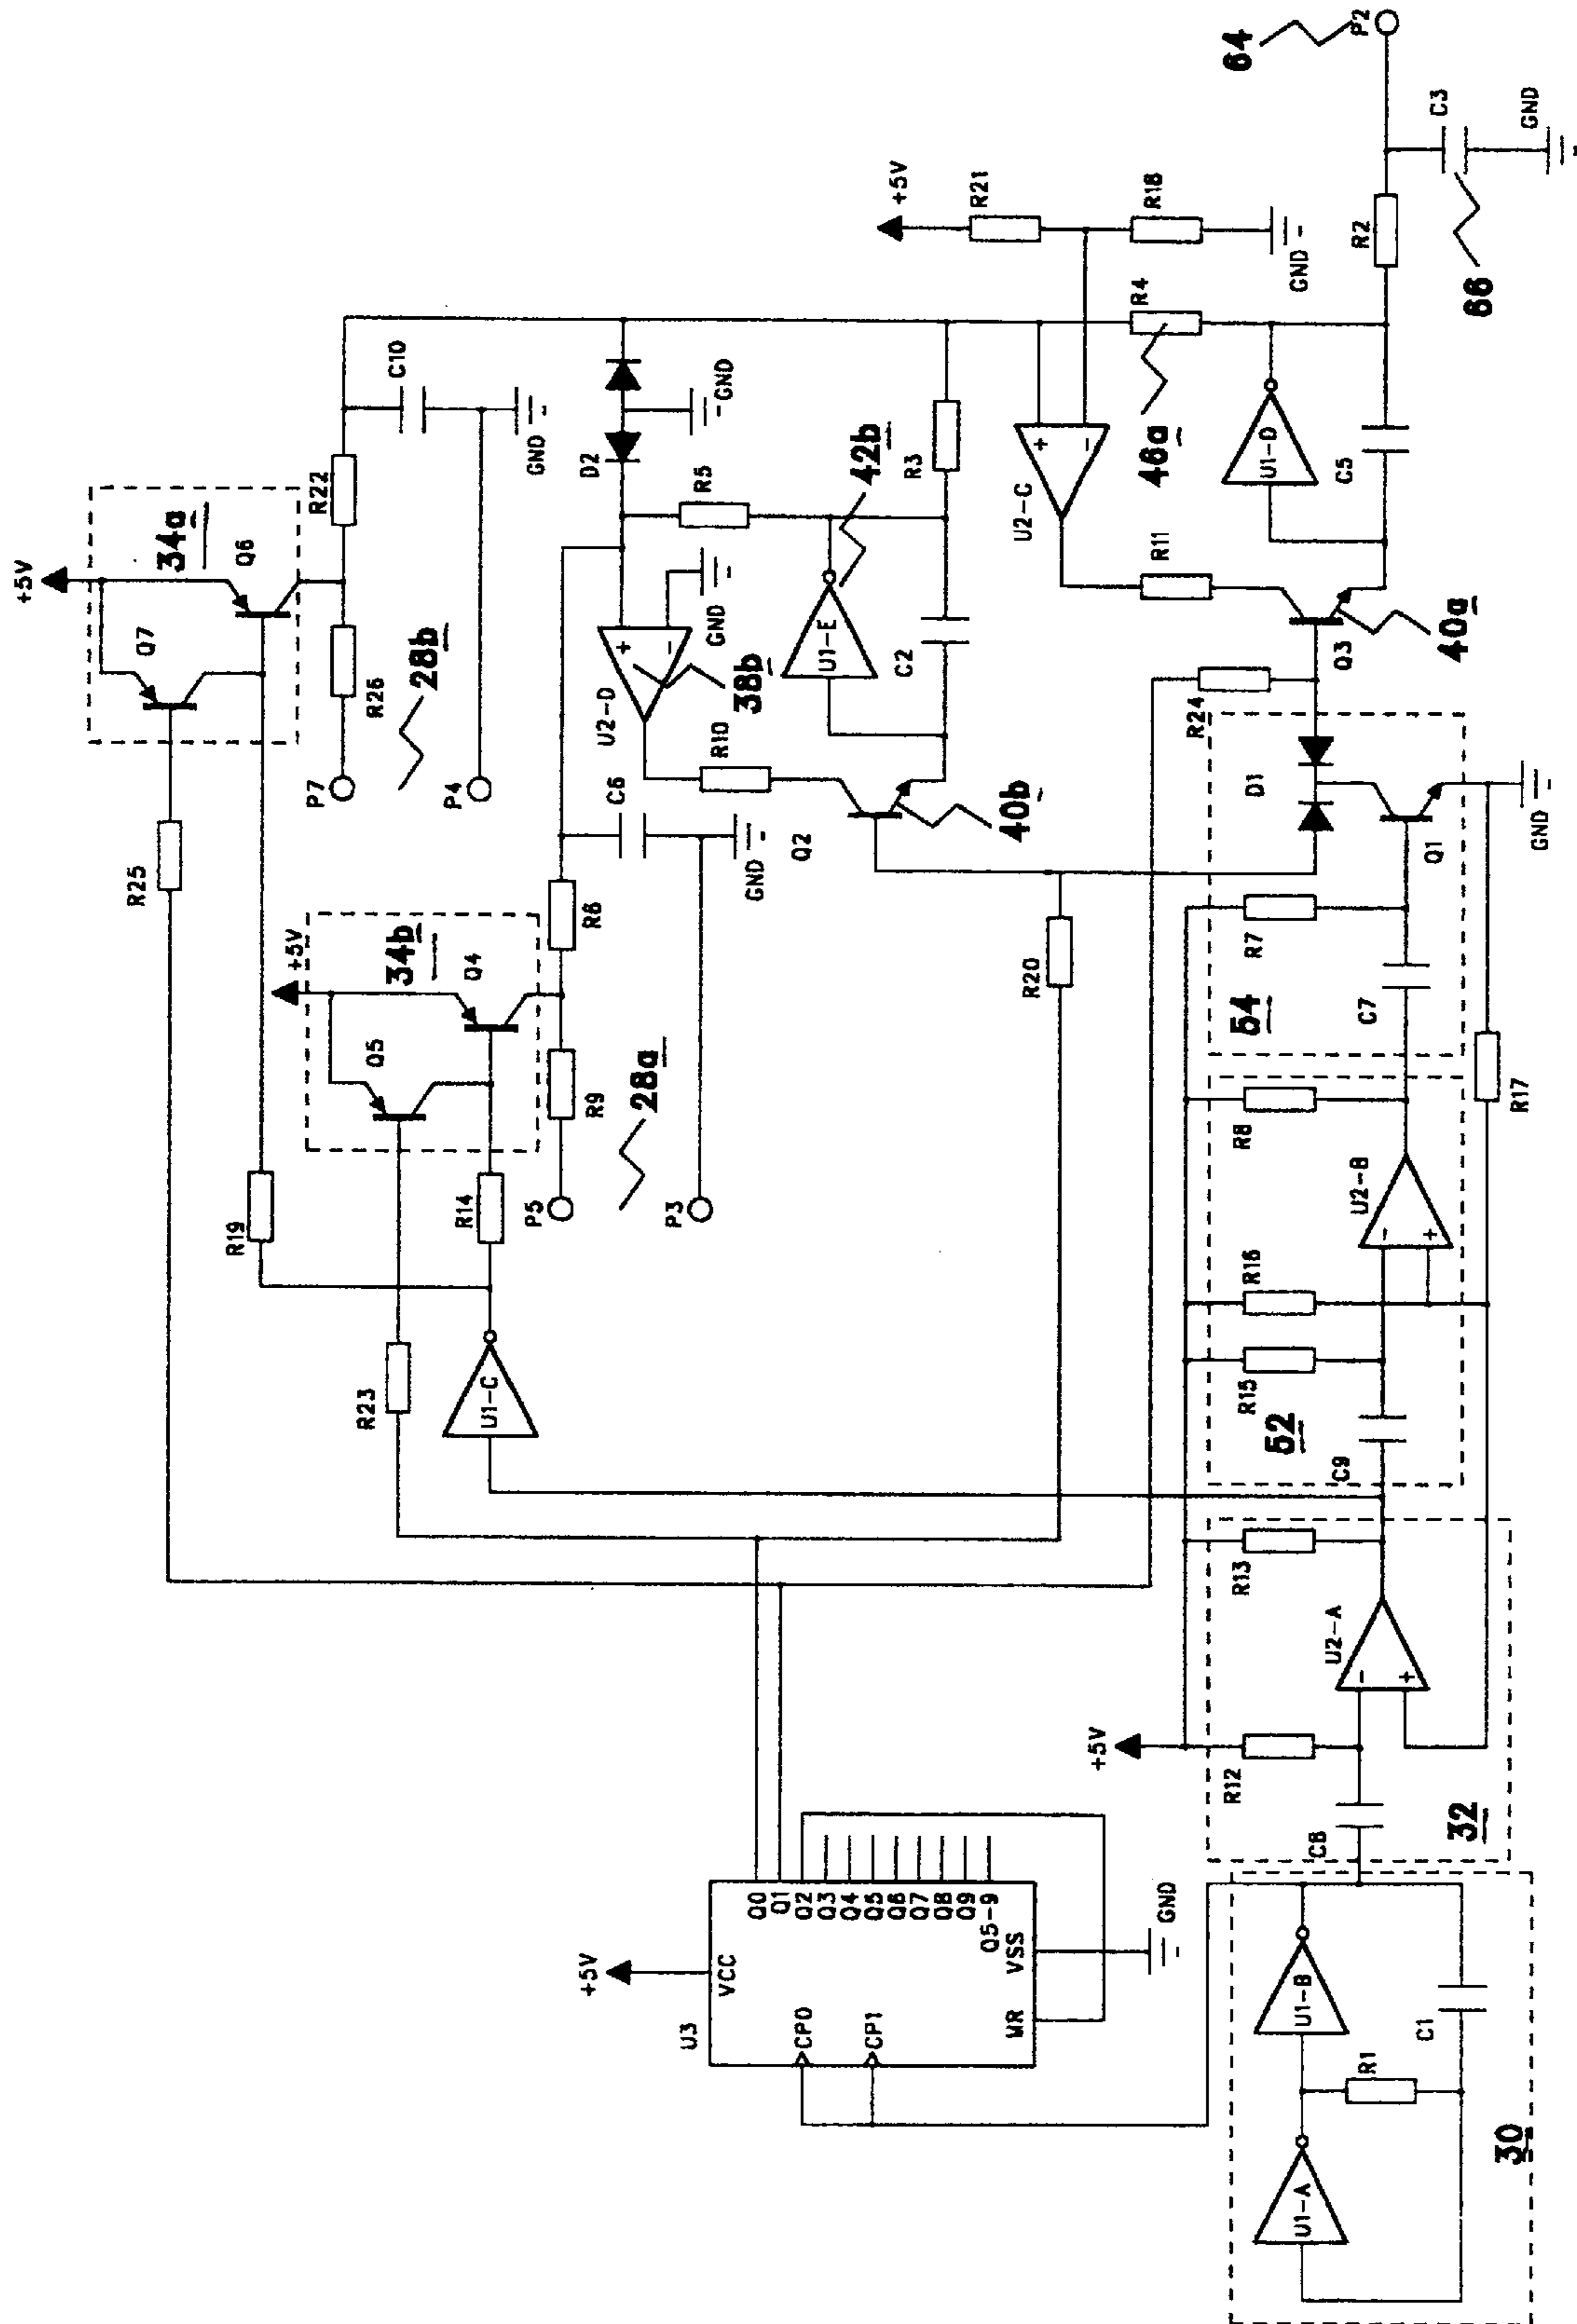 +5V
34a
Q7
Q6
R25
R26
R22
C10
GND
P7
28b
P4
+5V
34b
Q5
Q4
R19
R14
R23
U1-C
P5
R9
R6
28a
P3
C6
GND
D2
GND
U2-D
+
-
GND
38b
R5
R10
U1-E
42b
C2
R3
Q2
40b
R20
+5V
R21
R18
GND
U2-C
+
-
R4
46a
R11
U1-D
C5
Q3
40a
R24
R2
64
P2
C3
GND
66
+5V
U3
VCC
CP0
CP1
MR
VSS
Q0
Q1
Q2
Q3
Q4
Q5
Q6
Q7
Q8
Q9
Q5-9
GND
+5V
R12
C8
32
U2-A
-
+
R13
C9
52
R15
R16
U2-B
-
+
R8
R17
54
R7
C7
D1
Q1
GND
U1-A
U1-B
R1
C1
30